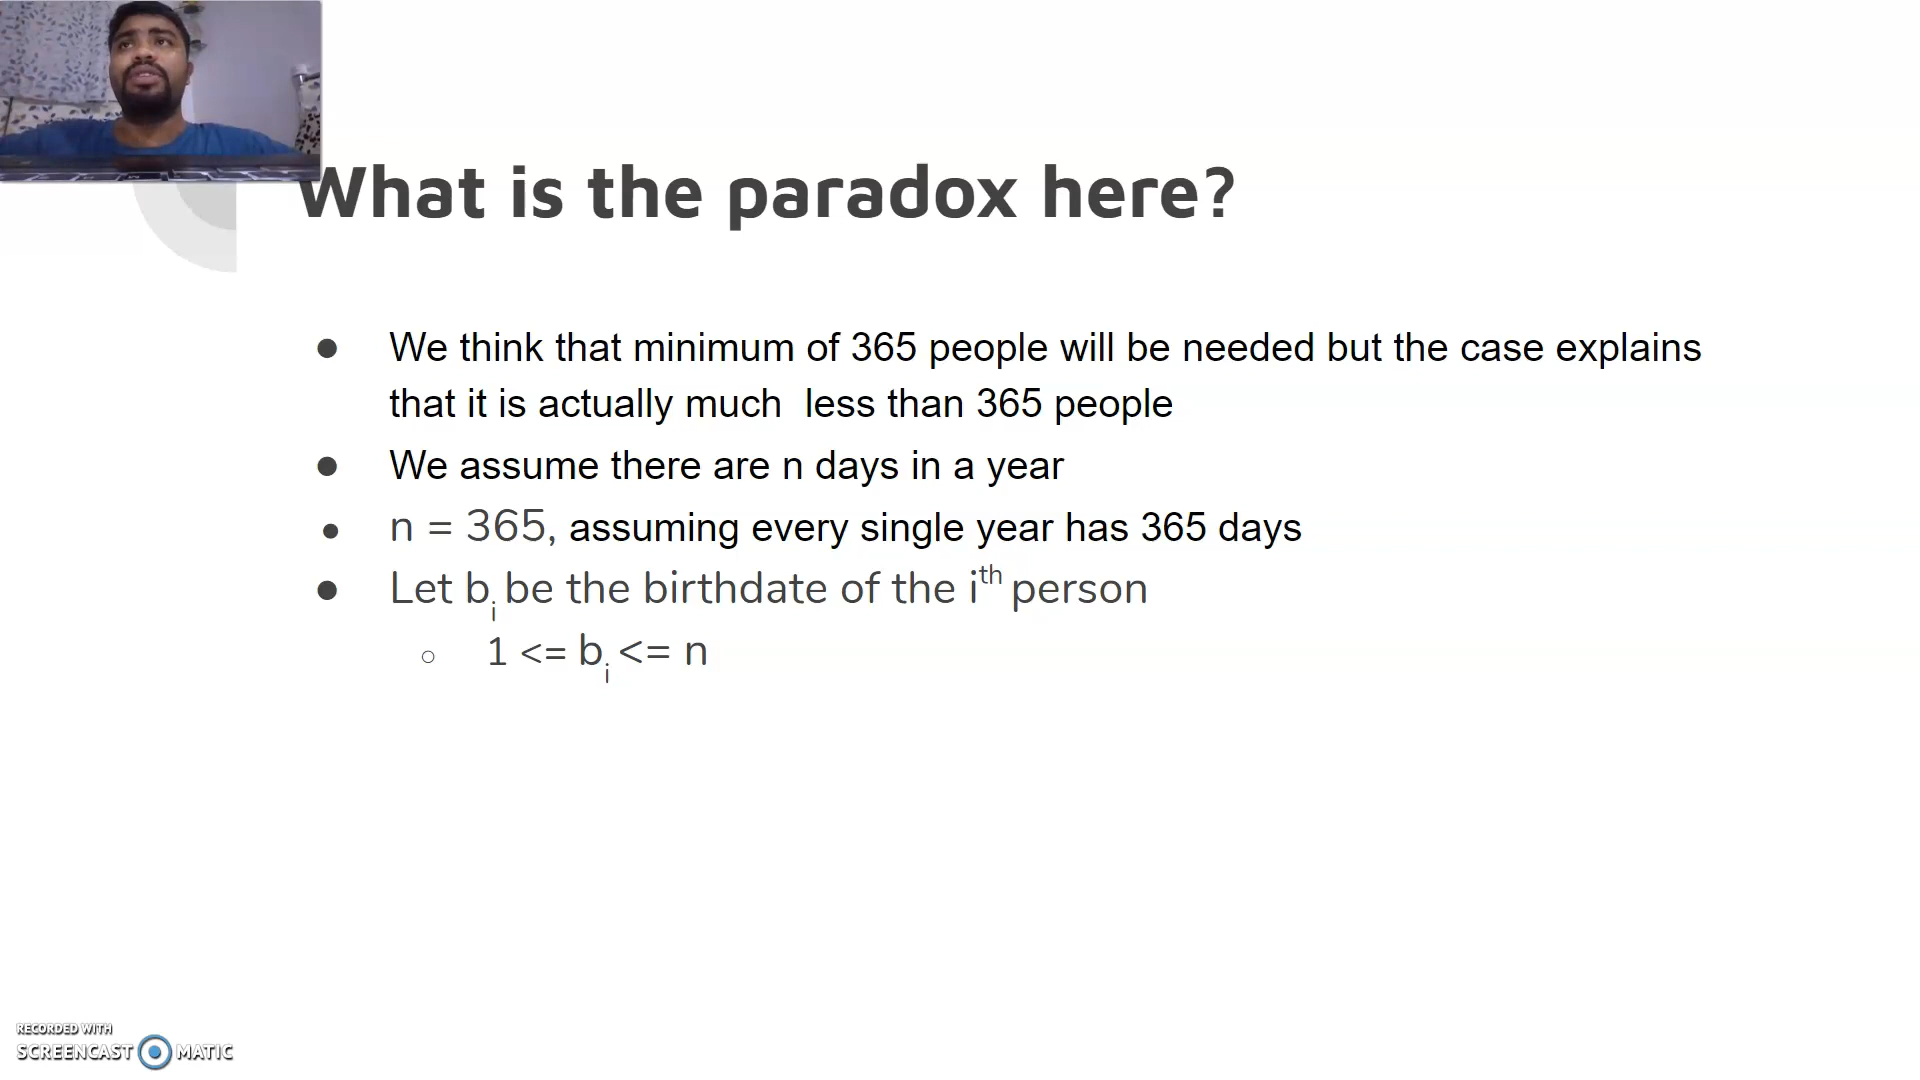 What is the paradox here?
● We think that minimum of 365 people will be needed but the case explains
that it is actually much  less than 365 people
● We assume there are n days in a year
● n = 365, assuming every single year has 365 days
● Let bᵢ be the birthdate of the iᵗʰ person
○ 1 <= bᵢ <= n
RECORDED WITH
SCREENCAST MATIC